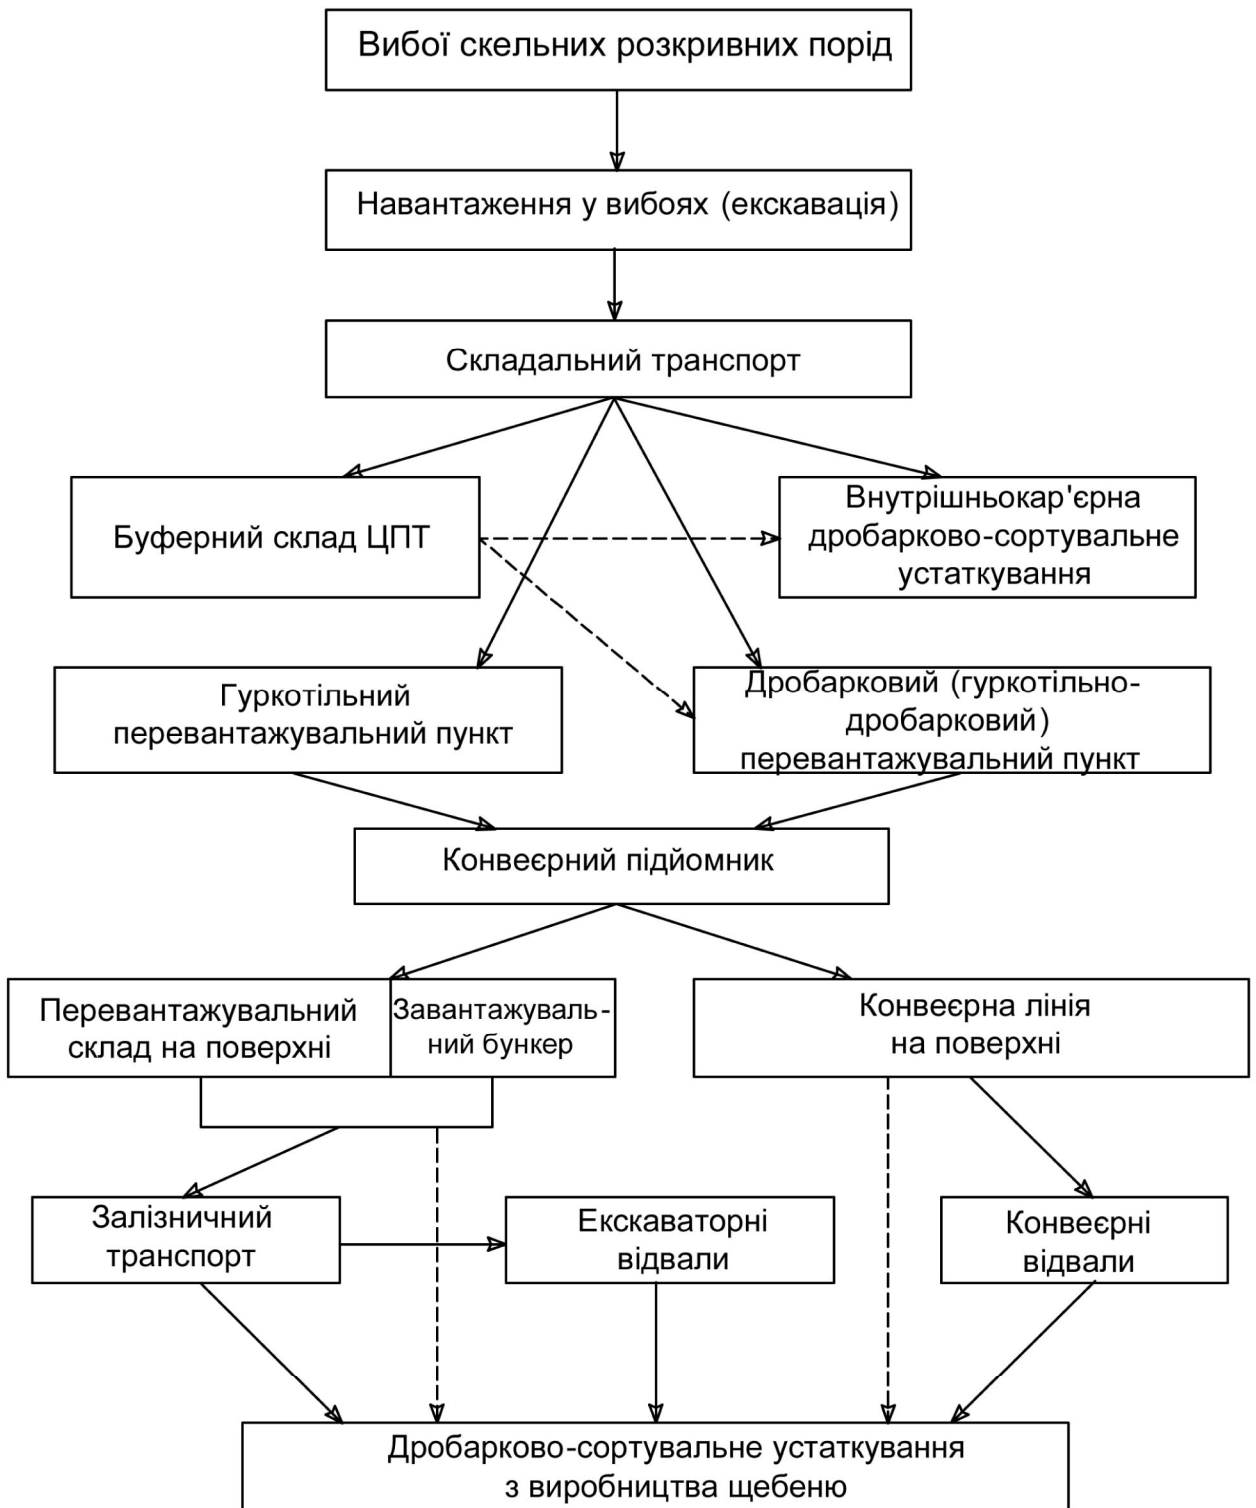 Вибої скельних розкривних порід
Навантаження у вибоях (екскавація)
Складальний транспорт
Буферний склад ЦПТ
Внутрішньокар'єрна
дробарково-сортувальне
устаткування
Гуркотільний
перевантажувальний пункт
Дробарковий (гуркотільно-
дробарковий)
перевантажувальний пункт
Конвеєрний підйомник
Перевантажувальний
склад на поверхні
Завантажуваль-
ний бункер
Конвеєрна лінія
на поверхні
Залізничний
транспорт
Екскаваторні
відвали
Конвеєрні
відвали
Дробарково-сортувальне устаткування
з виробництва щебеню